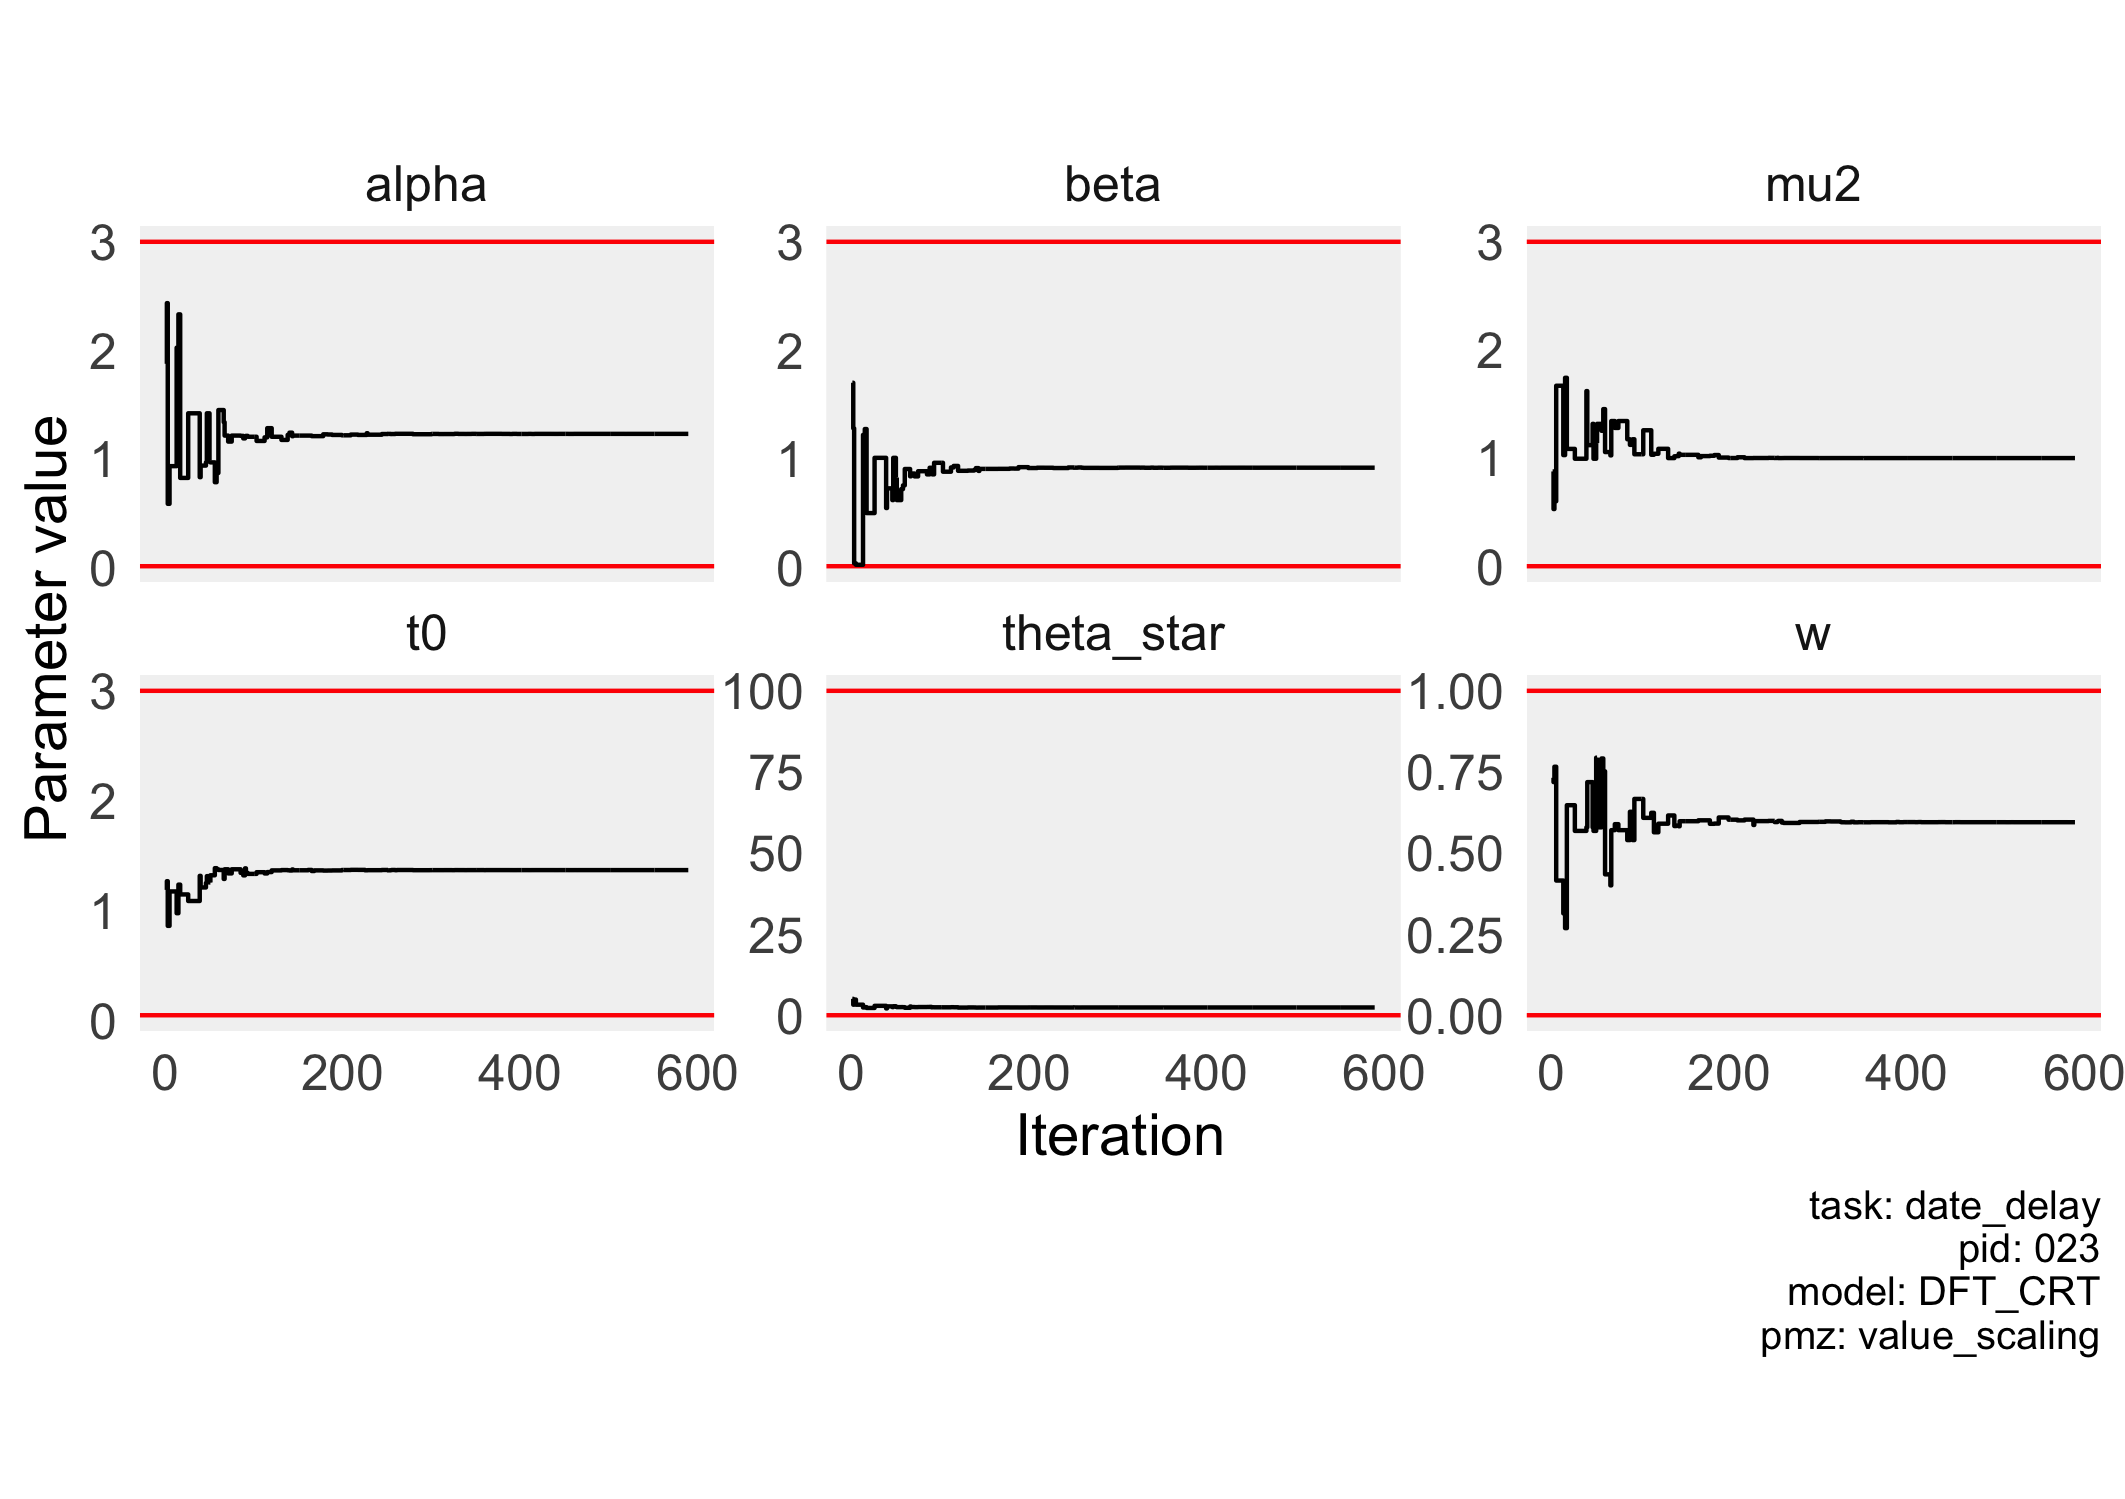 alpha
beta
mu2
3
3
3
2
2
2
1
1
1
0
0
0
Parameter value
t0
theta_star
w
3
100
1.00
2
75
0.75
50
0.50
1
25
0.25
0
0
0.00
0 200 400 600
0 200 400 600
0 200 400 600
Iteration
task: date_delay
pid: 023
model: DFT_CRT
pmz: value_scaling